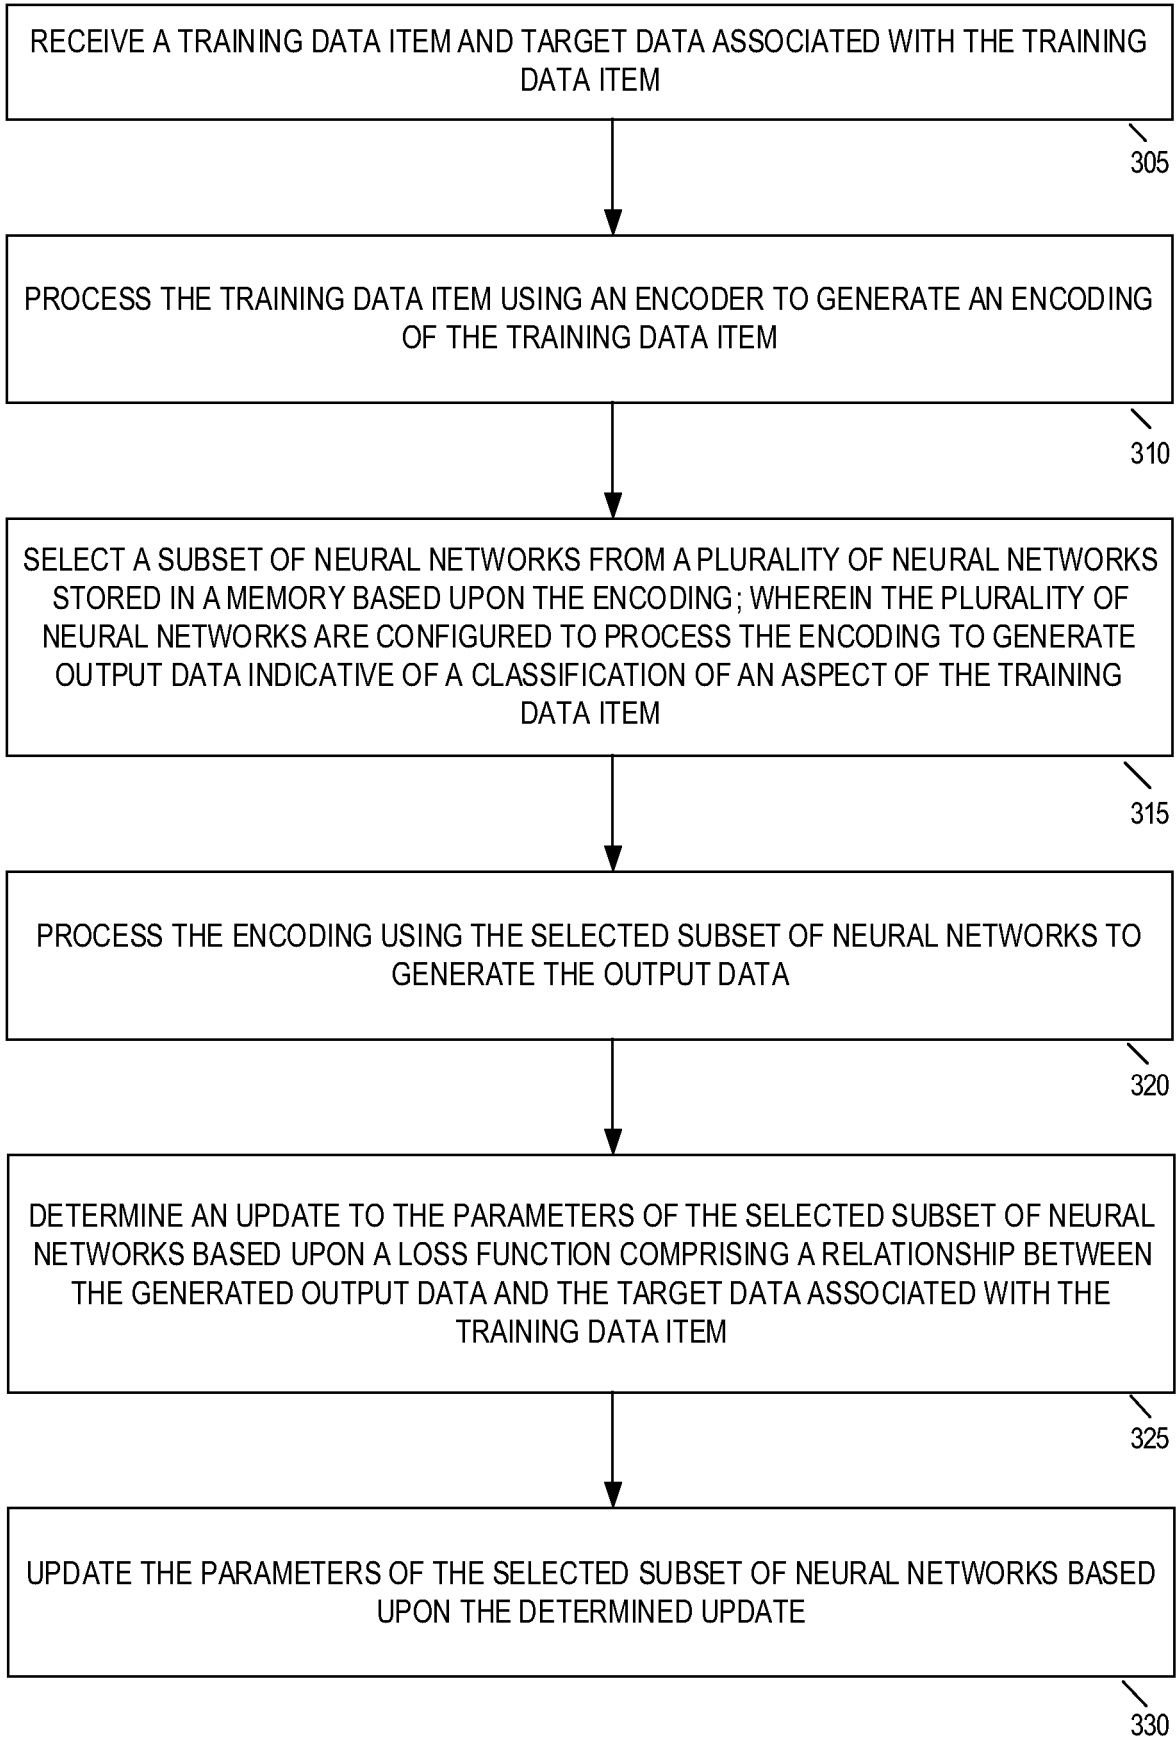 RECEIVE A TRAINING DATA ITEM AND TARGET DATA ASSOCIATED WITH THE TRAINING
DATA ITEM
305
PROCESS THE TRAINING DATA ITEM USING AN ENCODER TO GENERATE AN ENCODING
OF THE TRAINING DATA ITEM
310
SELECT A SUBSET OF NEURAL NETWORKS FROM A PLURALITY OF NEURAL NETWORKS
STORED IN A MEMORY BASED UPON THE ENCODING; WHEREIN THE PLURALITY OF
NEURAL NETWORKS ARE CONFIGURED TO PROCESS THE ENCODING TO GENERATE
OUTPUT DATA INDICATIVE OF A CLASSIFICATION OF AN ASPECT OF THE TRAINING
DATA ITEM
315
PROCESS THE ENCODING USING THE SELECTED SUBSET OF NEURAL NETWORKS TO
GENERATE THE OUTPUT DATA
320
DETERMINE AN UPDATE TO THE PARAMETERS OF THE SELECTED SUBSET OF NEURAL
NETWORKS BASED UPON A LOSS FUNCTION COMPRISING A RELATIONSHIP BETWEEN
THE GENERATED OUTPUT DATA AND THE TARGET DATA ASSOCIATED WITH THE
TRAINING DATA ITEM
325
UPDATE THE PARAMETERS OF THE SELECTED SUBSET OF NEURAL NETWORKS BASED
UPON THE DETERMINED UPDATE
330